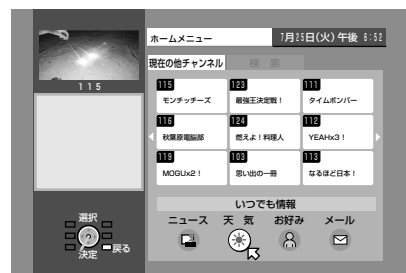 ホームメニュー
7月25日(火)午後 6:52
現在の他チャンネル
検 索
115
115
モンチッチーズ
123
最強王決定戦!
111
タイムボンバー
116
秋葉原電脳部
124
燃えよ!料理人
112
YEAHx3!
119
MOGUx2!
103
思い出の一冊
113
なるほど日本!
いつでも情報
ニュース
天 気
お好み
メール
選択
戻る
決定